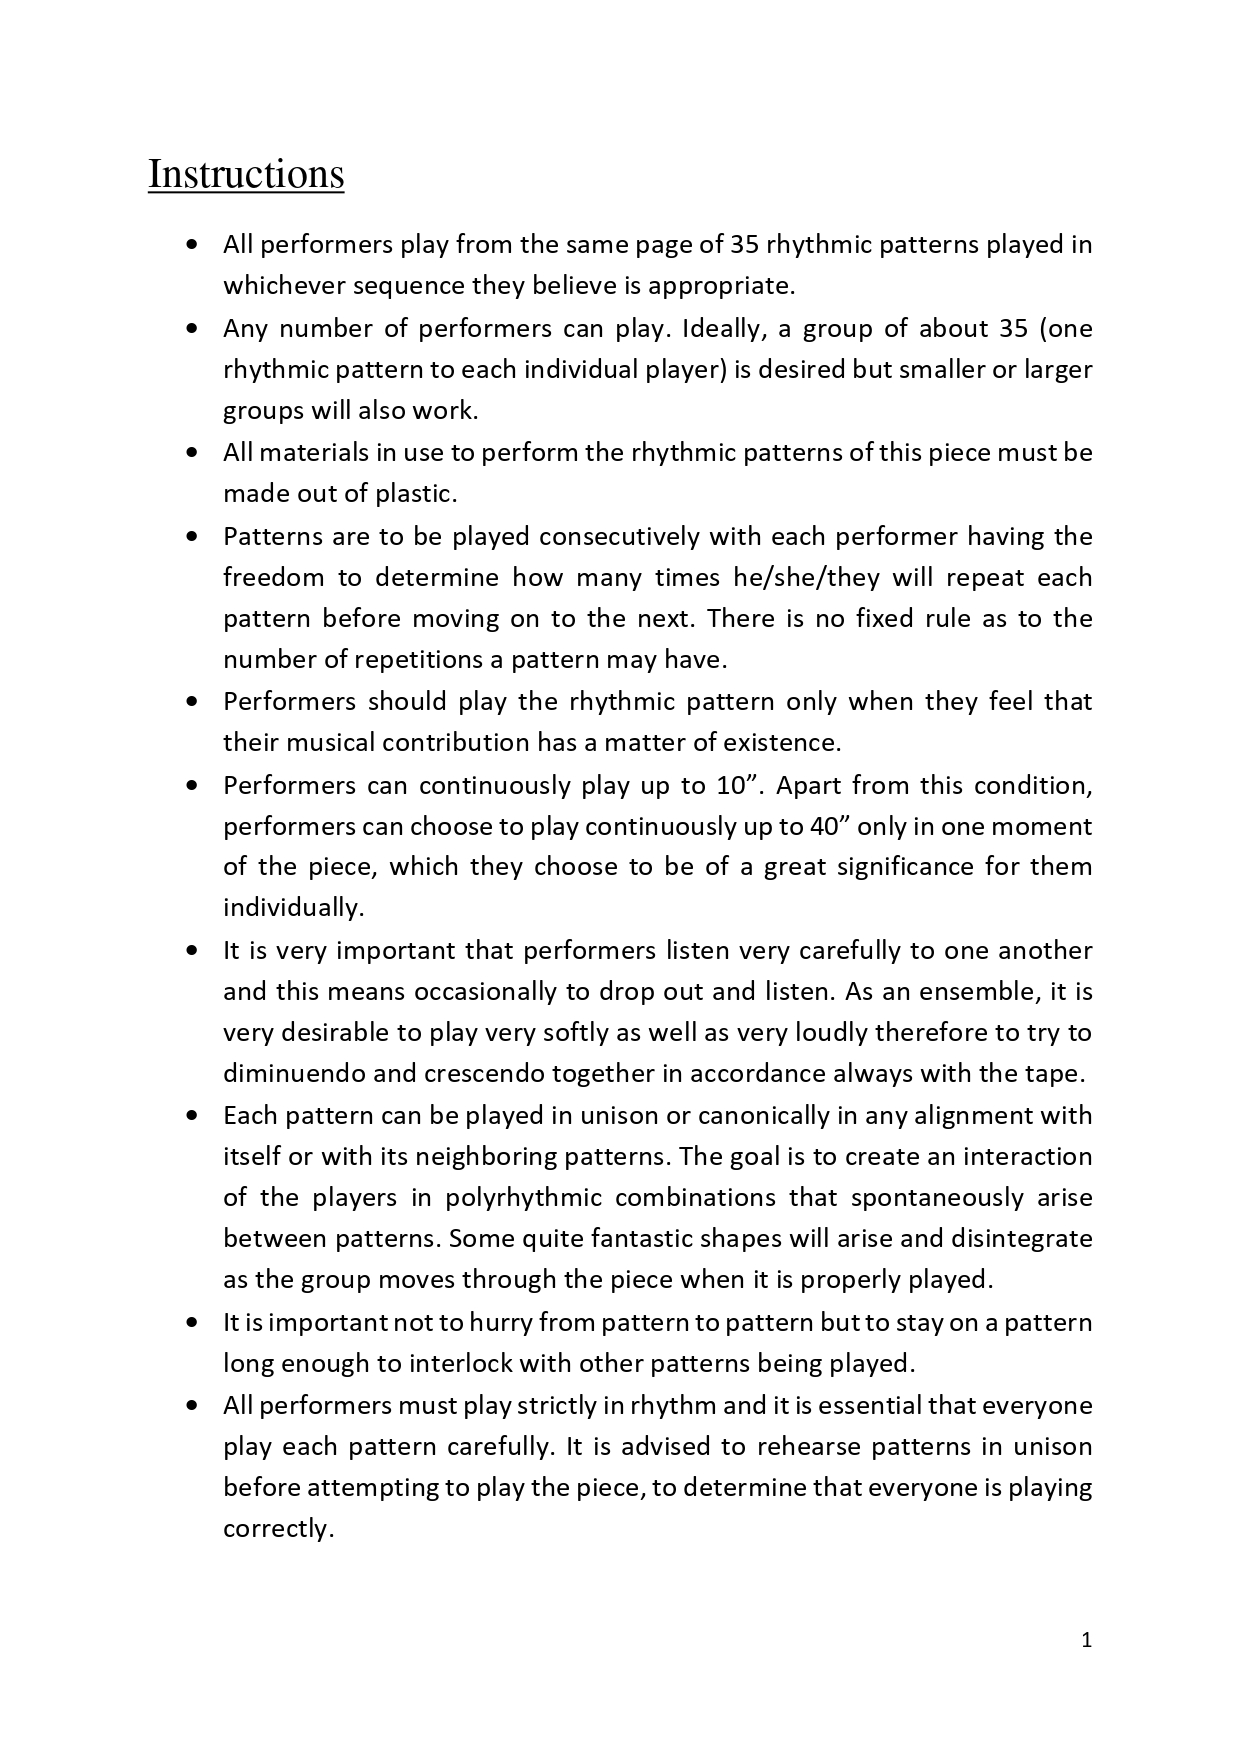 Instructions
• All performers play from the same page of 35 rhythmic patterns played in
whichever sequence they believe is appropriate.
• Any number of performers can play. Ideally, a group of about 35 (one
rhythmic pattern to each individual player) is desired but smaller or larger
groups will also work.
• All materials in use to perform the rhythmic patterns of this piece must be
made out of plastic.
• Patterns are to be played consecutively with each performer having the
freedom to determine how many times he/she/they will repeat each
pattern before moving on to the next. There is no fixed rule as to the
number of repetitions a pattern may have.
• Performers should play the rhythmic pattern only when they feel that
their musical contribution has a matter of existence.
• Performers can continuously play up to 10”. Apart from this condition,
performers can choose to play continuously up to 40” only in one moment
of the piece, which they choose to be of a great significance for them
individually.
• It is very important that performers listen very carefully to one another
and this means occasionally to drop out and listen. As an ensemble, it is
very desirable to play very softly as well as very loudly therefore to try to
diminuendo and crescendo together in accordance always with the tape.
• Each pattern can be played in unison or canonically in any alignment with
itself or with its neighboring patterns. The goal is to create an interaction
of the players in polyrhythmic combinations that spontaneously arise
between patterns. Some quite fantastic shapes will arise and disintegrate
as the group moves through the piece when it is properly played.
• It is important not to hurry from pattern to pattern but to stay on a pattern
long enough to interlock with other patterns being played.
• All performers must play strictly in rhythm and it is essential that everyone
play each pattern carefully. It is advised to rehearse patterns in unison
before attempting to play the piece, to determine that everyone is playing
correctly.
1